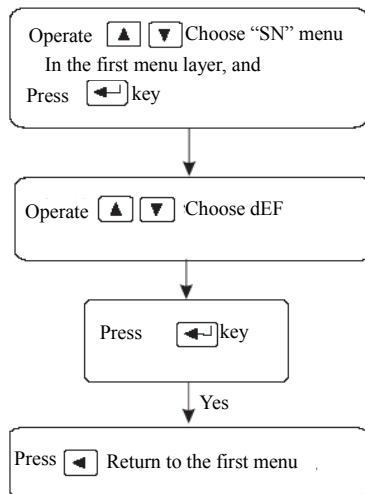 Operate ▲ ▼ Choose “SN” menu
In the first menu layer, and
Press ↵ key
Operate ▲ ▼ Choose dEF
Press ↵ key
Yes
Press ◄ Return to the first menu